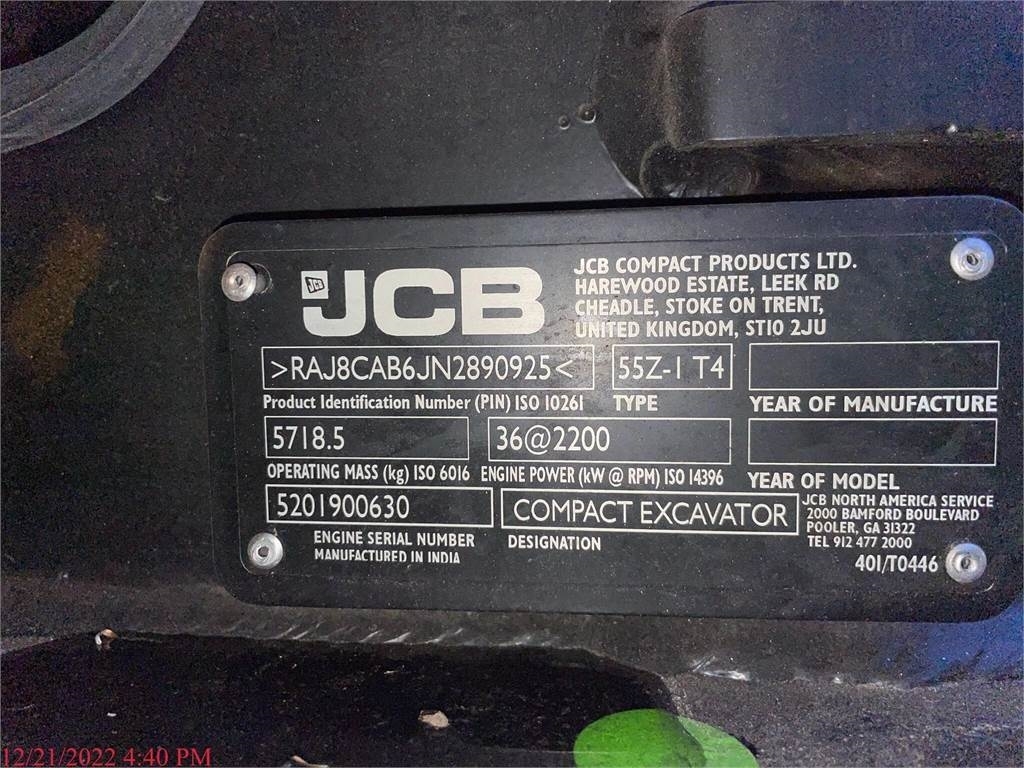 JCB
JCB
JCB COMPACT PRODUCTS LTD.
HAREWOOD ESTATE, LEEK RD
CHEADLE, STOKE ON TRENT,
UNITED KINGDOM, ST10 2JU
>RAJ8CAB6JN2890925<
55Z-1 T4
Product Identification Number (PIN) ISO 10261
TYPE
YEAR OF MANUFACTURE
5718.5
36@2200
OPERATING MASS (kg) ISO 6016
ENGINE POWER (kW @ RPM) ISO 14396
YEAR OF MODEL
5201900630
COMPACT EXCAVATOR
JCB NORTH AMERICA SERVICE
2000 BAMFORD BOULEVARD
POOLER, GA 31322
TEL 912 477 2000
ENGINE SERIAL NUMBER
DESIGNATION
MANUFACTURED IN INDIA
401/T0446
12/21/2022 4:40 PM